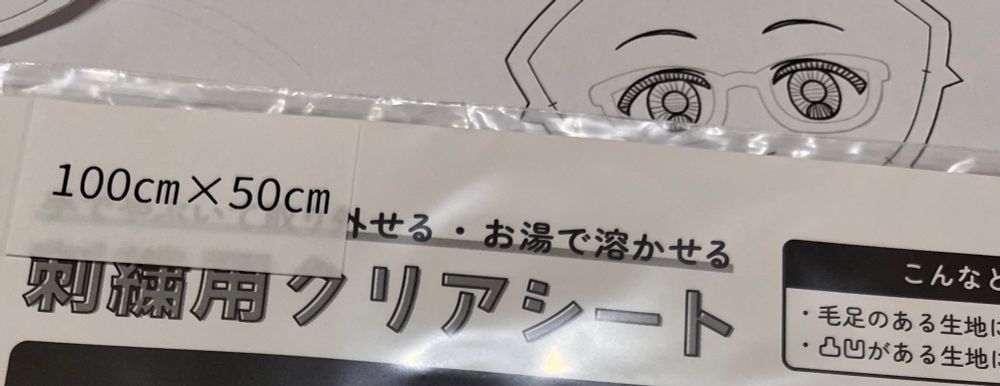 100cm×50cm
外せる・お湯で溶かせる
刺繍用クリアシート
こんなと
・毛足のある生地に
・凸凹がある生地に